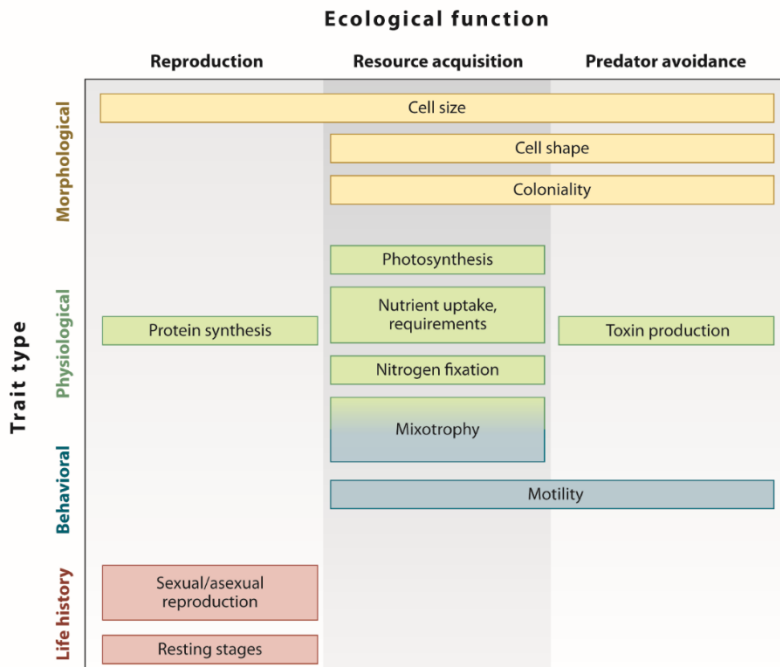 Ecological function
Reproduction
Resource acquisition
Predator avoidance
Trait type
Morphological
Cell size
Cell shape
Coloniality
Physiological
Photosynthesis
Nutrient uptake,
requirements
Protein synthesis
Toxin production
Nitrogen fixation
Mixotrophy
Behavioral
Motility
Life history
Sexual/asexual
reproduction
Resting stages